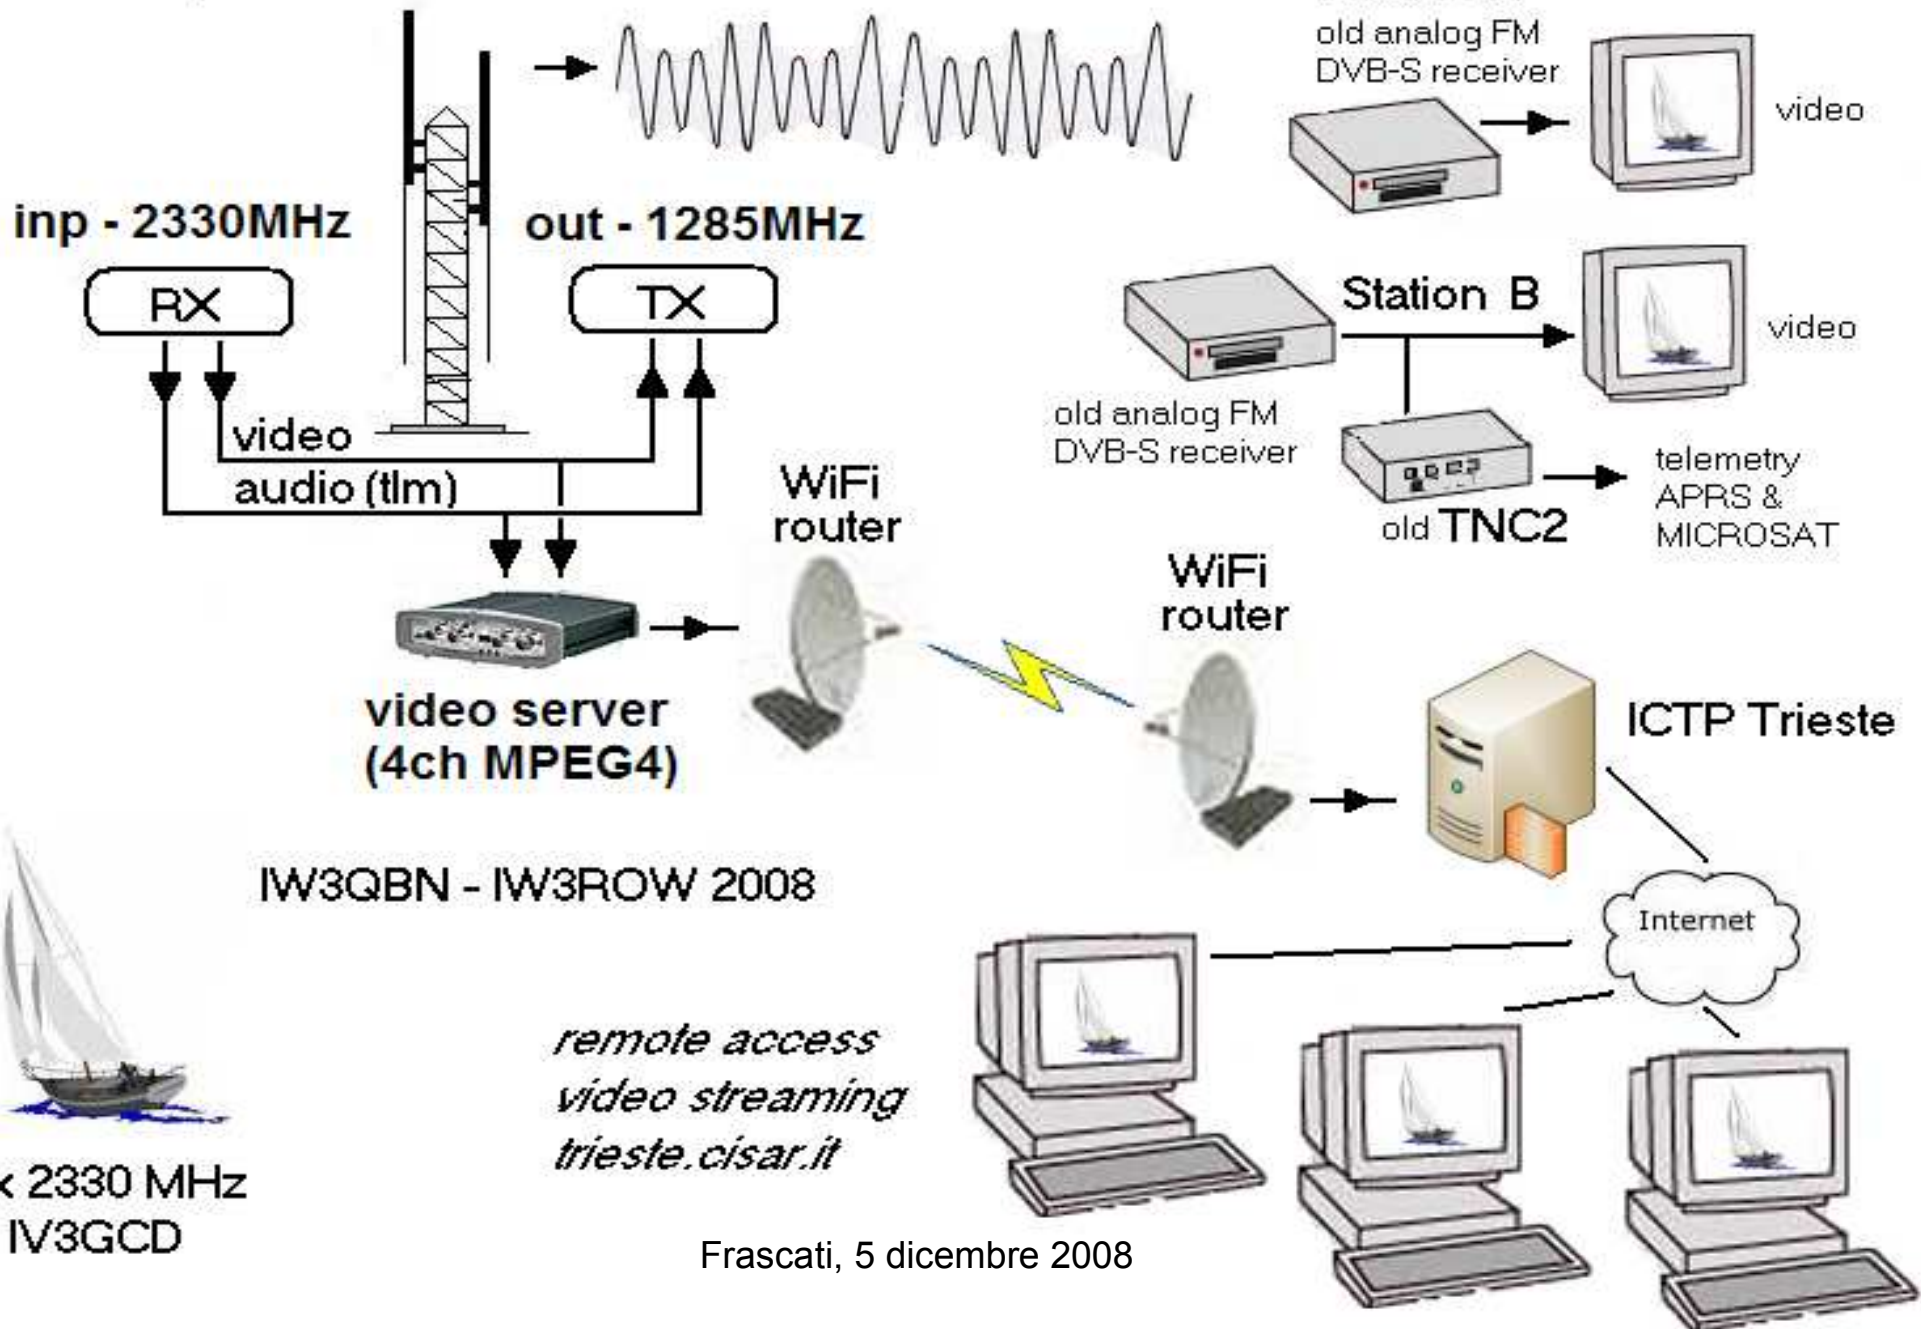 old analog FM
DVB-S receiver
video
inp - 2330MHz
out - 1285MHz
RX
TX
Station B
video
old analog FM
DVB-S receiver
video
audio (tlm)
WiFi
router
telemetry
APRS &
MICROSAT
old TNC2
WiFi
router
video server
(4ch MPEG4)
ICTP Trieste
IW3QBN - IW3ROW 2008
Internet
remote access
video streaming
trieste.cisar.it
2330 MHz
IV3GCD
Frascati, 5 dicembre 2008